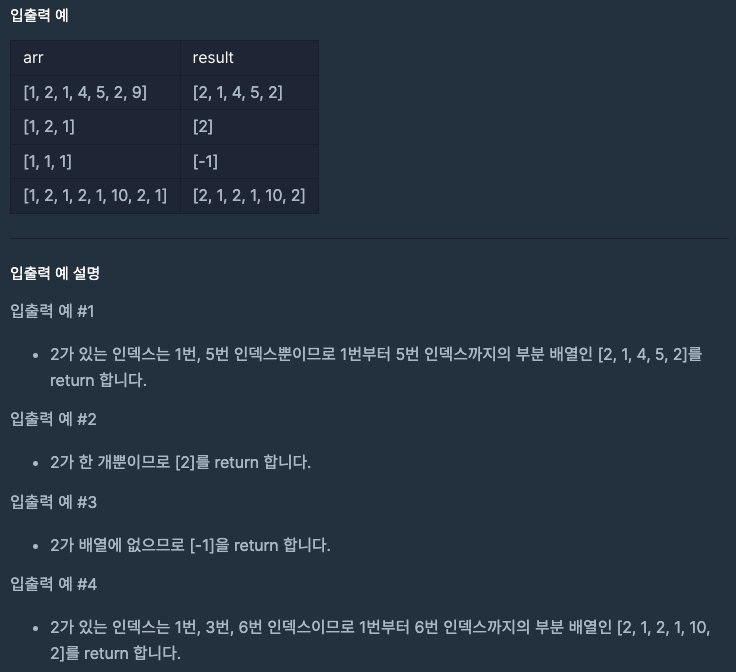 입출력 예
arr result
[1, 2, 1, 4, 5, 2, 9] [2, 1, 4, 5, 2]
[1, 2, 1] [2]
[1, 1, 1] [-1]
[1, 2, 1, 2, 1, 10, 2, 1] [2, 1, 2, 1, 10, 2]
입출력 예 설명
입출력 예 #1
• 2가 있는 인덱스는 1번, 5번 인덱스뿐이므로 1번부터 5번 인덱스까지의 부분 배열인 [2, 1, 4, 5, 2]를
return 합니다.
입출력 예 #2
• 2가 한 개뿐이므로 [2]를 return 합니다.
입출력 예 #3
• 2가 배열에 없으므로 [-1]을 return 합니다.
입출력 예 #4
• 2가 있는 인덱스는 1번, 3번, 6번 인덱스이므로 1번부터 6번 인덱스까지의 부분 배열인 [2, 1, 2, 1, 10,
2]를 return 합니다.